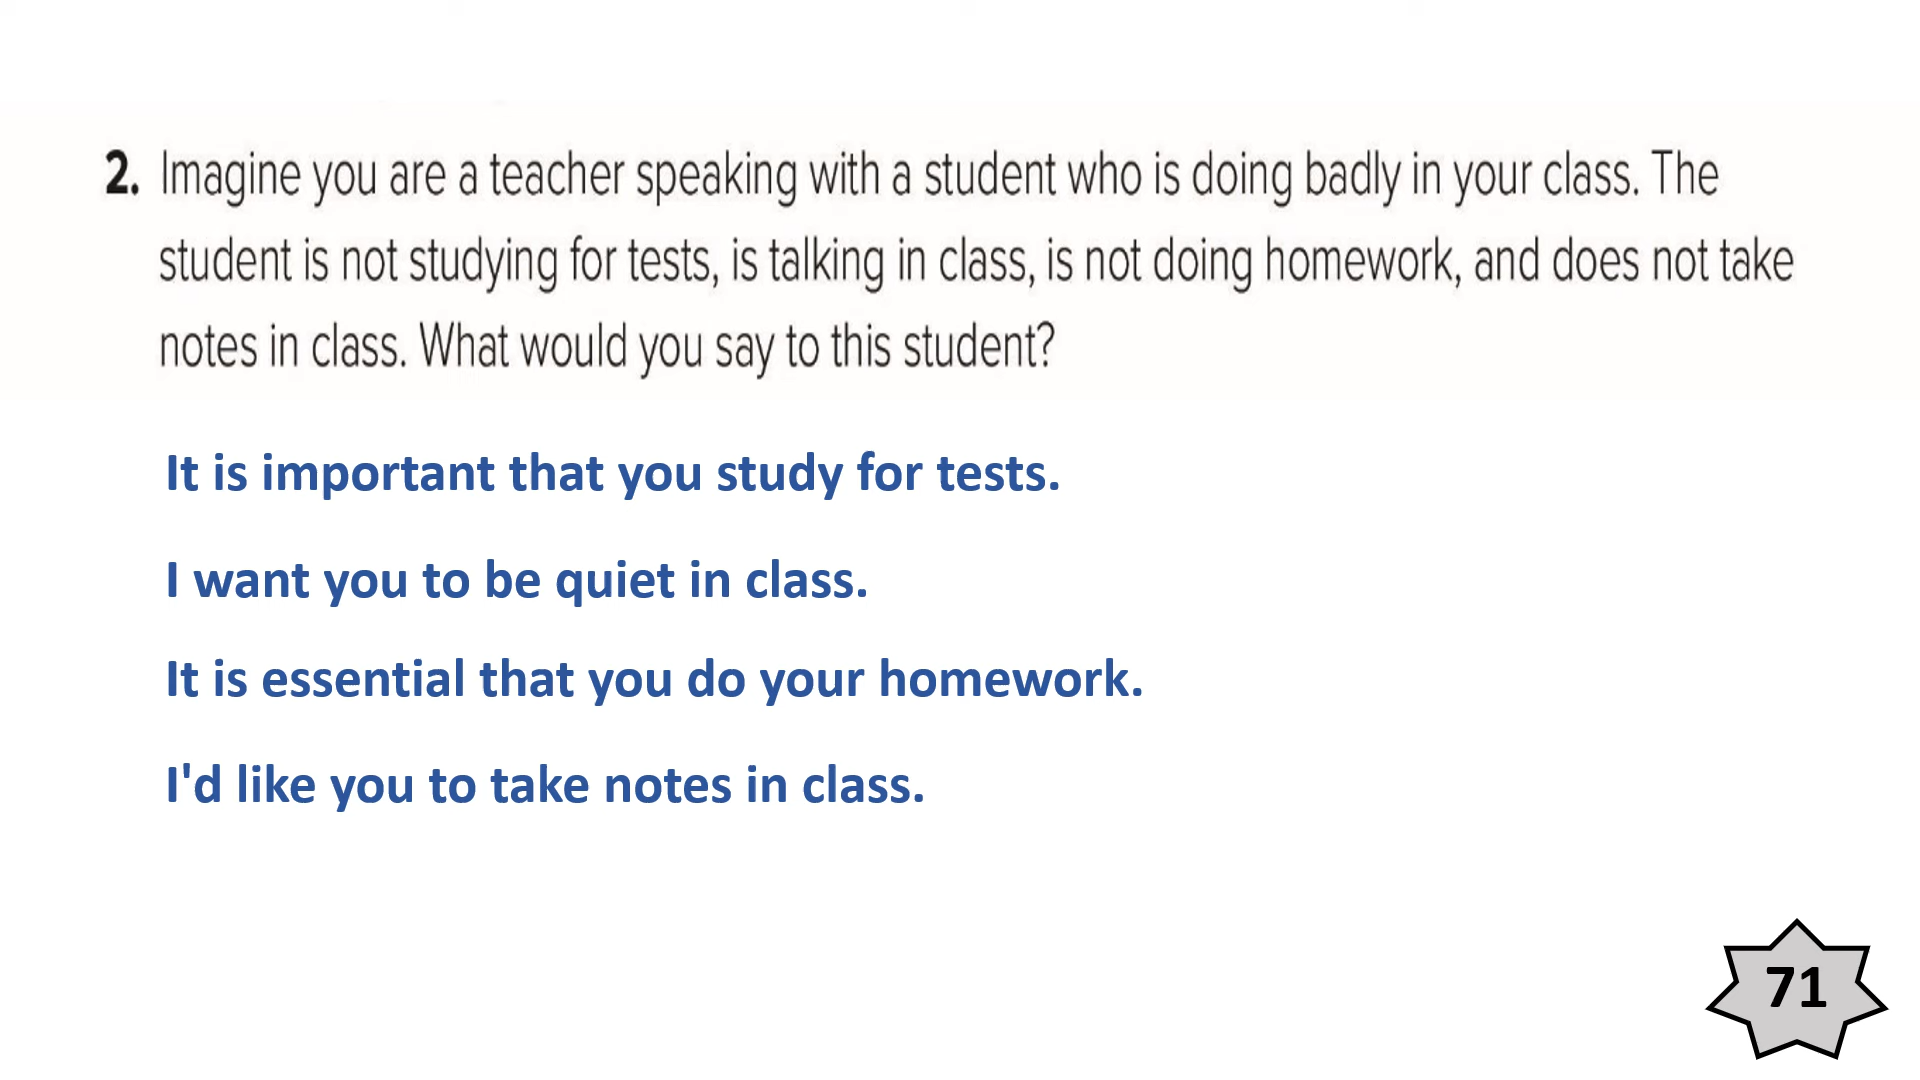 2. Imagine you are a teacher speaking with a student who is doing badly in your class. The
student is not studying for tests, is talking in class, is not doing homework, and does not take
notes in class. What would you say to this student?
It is important that you study for tests.
I want you to be quiet in class.
It is essential that you do your homework.
I'd like you to take notes in class.
71